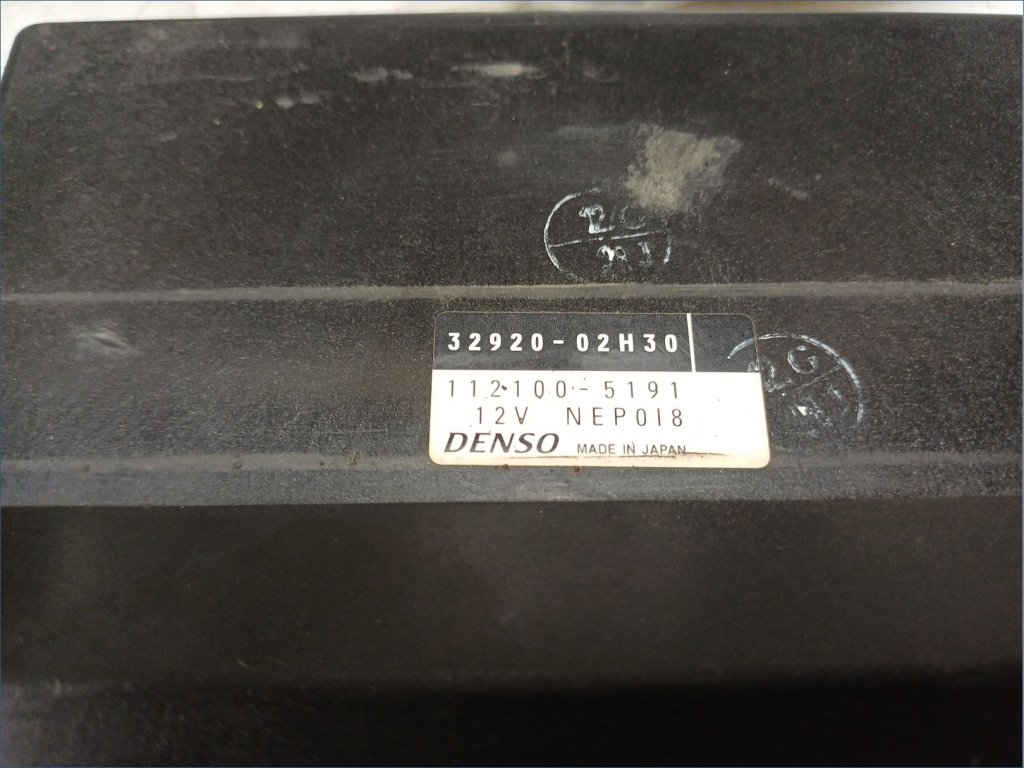 32920-02H30
112100-5191
12V NEP018
DENSO MADE IN JAPAN